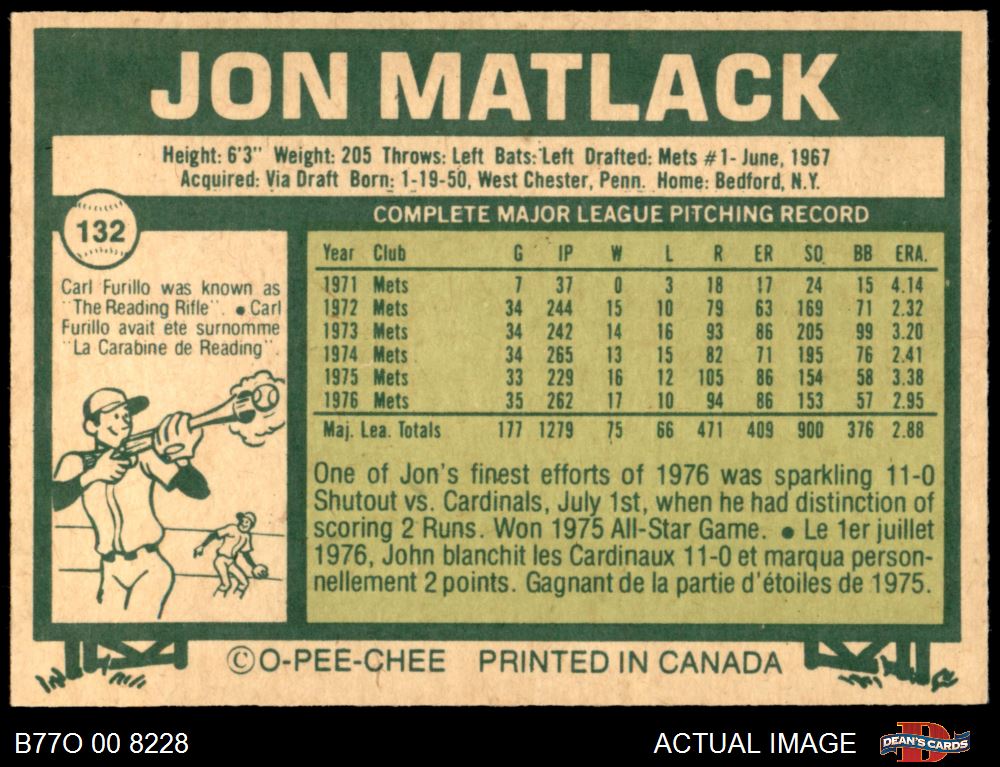 JON MATLACK
Height: 6'3" Weight: 205 Throws: Left Bats: Left Drafted: Mets #1- June, 1967
Acquired: Via Draft Born: 1-19-50, West Chester, Penn. Home: Bedford, N.Y.
132
Carl Furillo was known as
"The Reading Rifle". ● Carl
Furillo avait éte surnomme
"La Carabine de Reading".
COMPLETE MAJOR LEAGUE PITCHING RECORD
Year Club G IP W L R ER SO BB ERA.
1971 Mets 7 37 0 3 18 17 24 15 4.14
1972 Mets 34 244 15 10 79 63 169 71 2.32
1973 Mets 34 242 14 16 93 86 205 99 3.20
1974 Mets 34 265 13 15 82 71 195 76 2.41
1975 Mets 33 229 16 12 105 86 154 58 3.38
1976 Mets 35 262 17 10 94 86 153 57 2.95
Maj. Lea. Totals 177 1279 75 66 471 409 900 376 2.88
One of Jon's finest efforts of 1976 was sparkling 11-0
Shutout vs. Cardinals, July 1st, when he had distinction of
scoring 2 Runs. Won 1975 All-Star Game. ● Le 1er juillet
1976, John blanchit les Cardinaux 11-0 et marqua person-
nellement 2 points. Gagnant de la partie d'étoiles de 1975.
©O-PEE-CHEE PRINTED IN CANADA
B77O 00 8228
ACTUAL IMAGE
DEAN'S CARDS